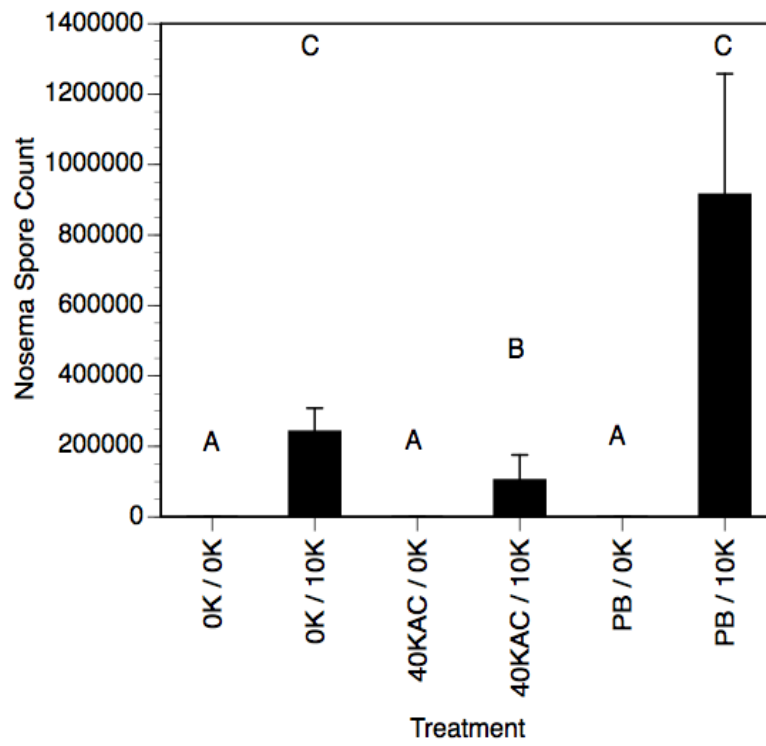 Nosema Spore Count
1400000
1200000
1000000
800000
600000
400000
200000
0
C
C
B
A
A
A
0K / 0K
0K / 10K
40KAC / 0K
40KAC / 10K
PB / 0K
PB / 10K
Treatment